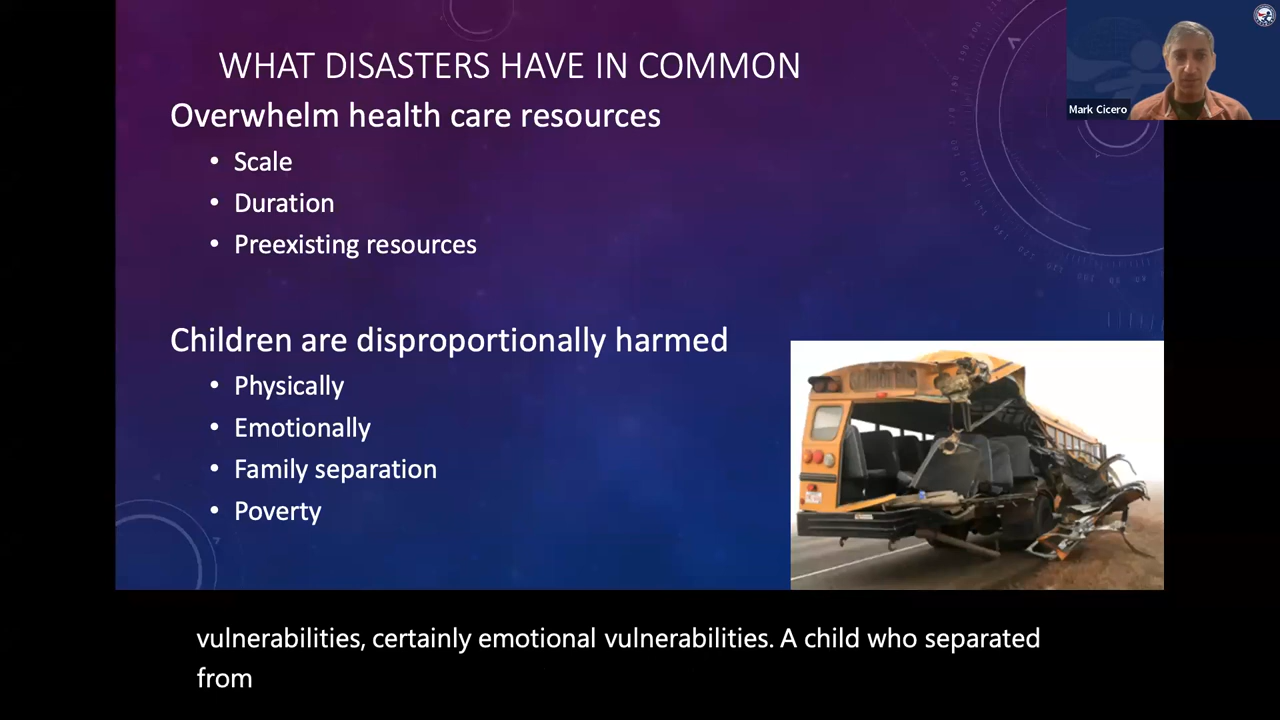 WHAT DISASTERS HAVE IN COMMON
Mark Cicero
Overwhelm health care resources
• Scale
• Duration
• Preexisting resources
Children are disproportionally harmed
• Physically
• Emotionally
• Family separation
• Poverty
vulnerabilities, certainly emotional vulnerabilities. A child who separated
from